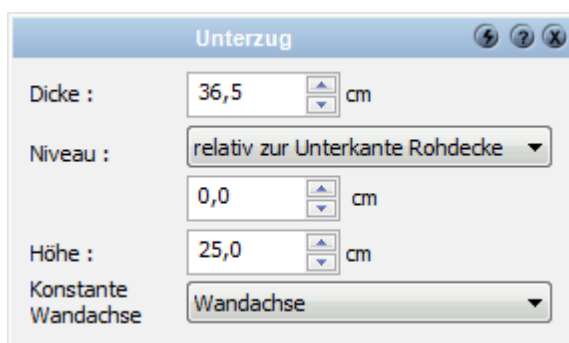 Unterzug
Dicke : 36,5 cm
Niveau : relativ zur Unterkante Rohdecke
0,0 cm
Höhe : 25,0 cm
Konstante
Wandachse Wandachse